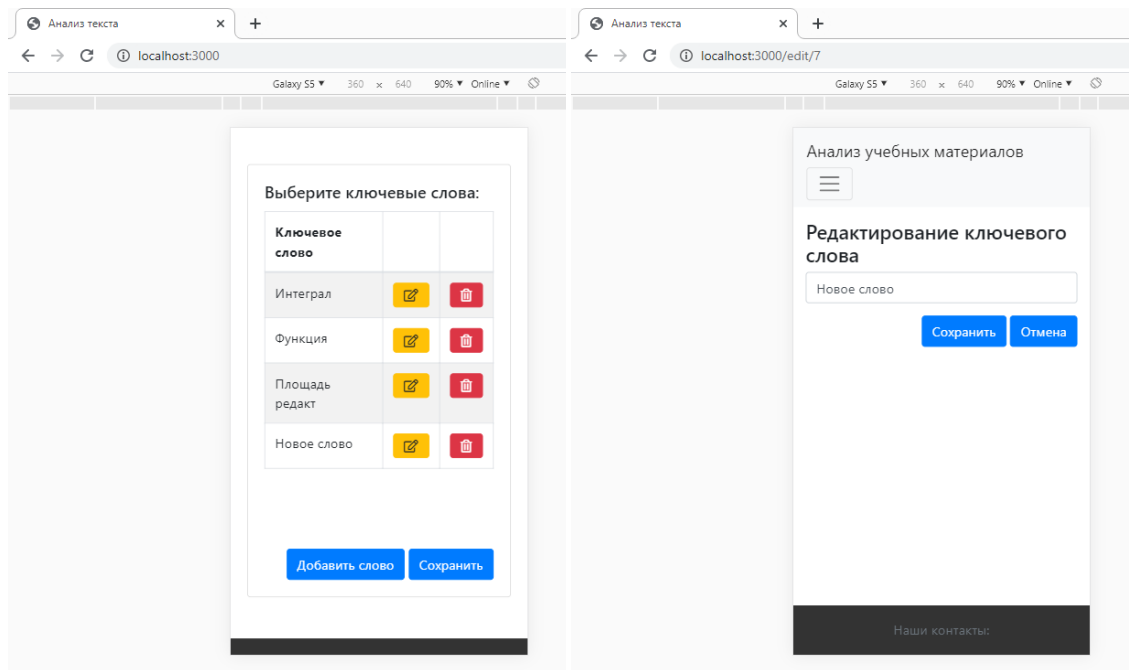 Анализ текста
localhost:3000
Galaxy S5 ▼ 360 × 640 90% ▼ Online ▼
Выберите ключевые слова:
Ключевое
слово
Интеграл
Функция
Площадь
редакт
Новое слово
Добавить слово Сохранить
Анализ текста
localhost:3000/edit/7
Galaxy S5 ▼ 360 × 640 90% ▼ Online ▼
Анализ учебных материалов
Редактирование ключевого
слова
Новое слово
Сохранить Отмена
Наши контакты: